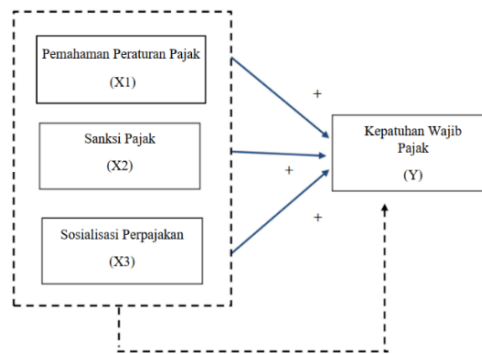 Pemahaman Peraturan Pajak
(X1)
+
Kepatuhan Wajib
Pajak
(Y)
Sanksi Pajak
(X2)
+
Sosialisasi Perpajakan
(X3)
+